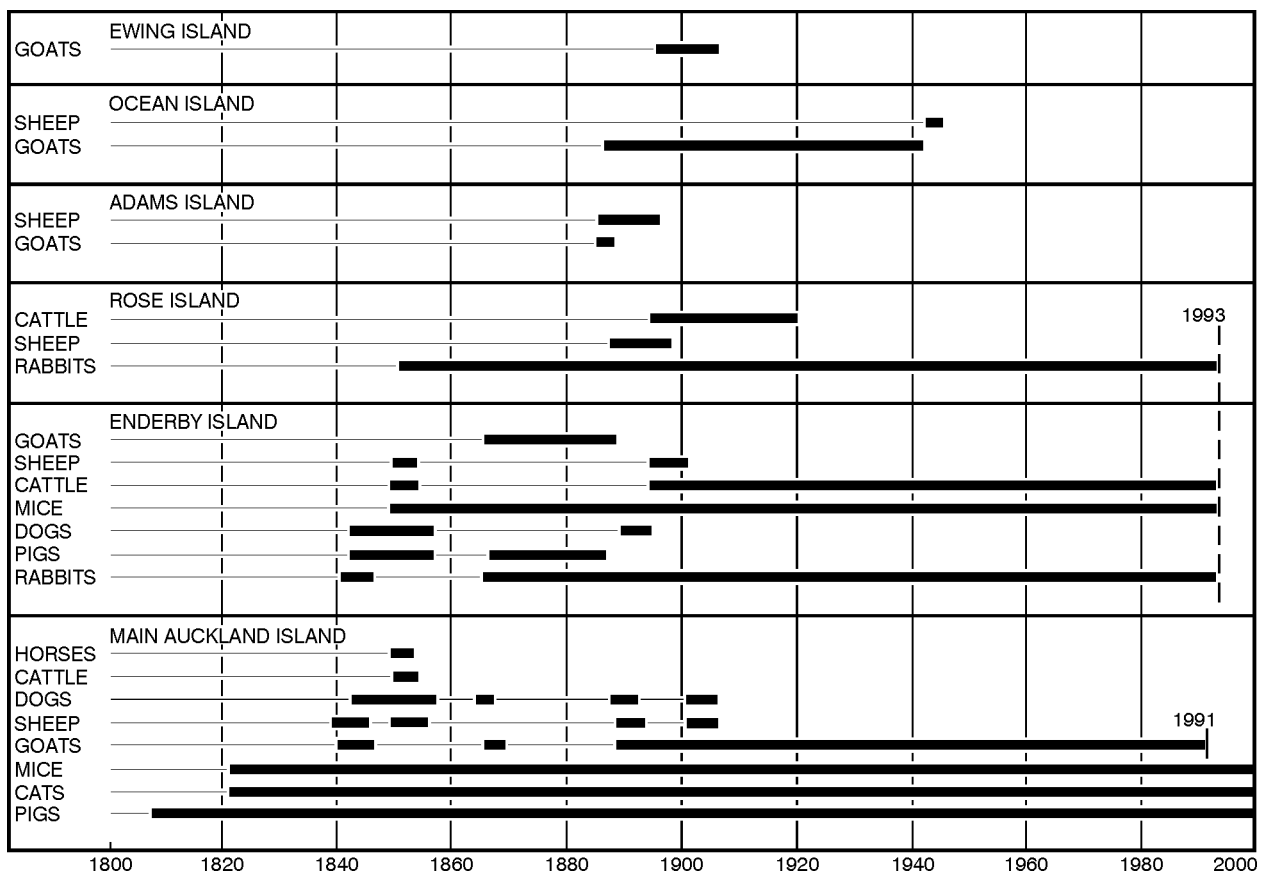 EWING ISLAND
GOATS
OCEAN ISLAND
SHEEP
GOATS
ADAMS ISLAND
SHEEP
GOATS
ROSE ISLAND
CATTLE
1993
SHEEP
RABBITS
ENDERBY ISLAND
GOATS
SHEEP
CATTLE
MICE
DOGS
PIGS
RABBITS
MAIN AUCKLAND ISLAND
HORSES
CATTLE
DOGS
SHEEP
1991
GOATS
MICE
CATS
PIGS
1800 1820 1840 1860 1880 1900 1920 1940 1960 1980 2000